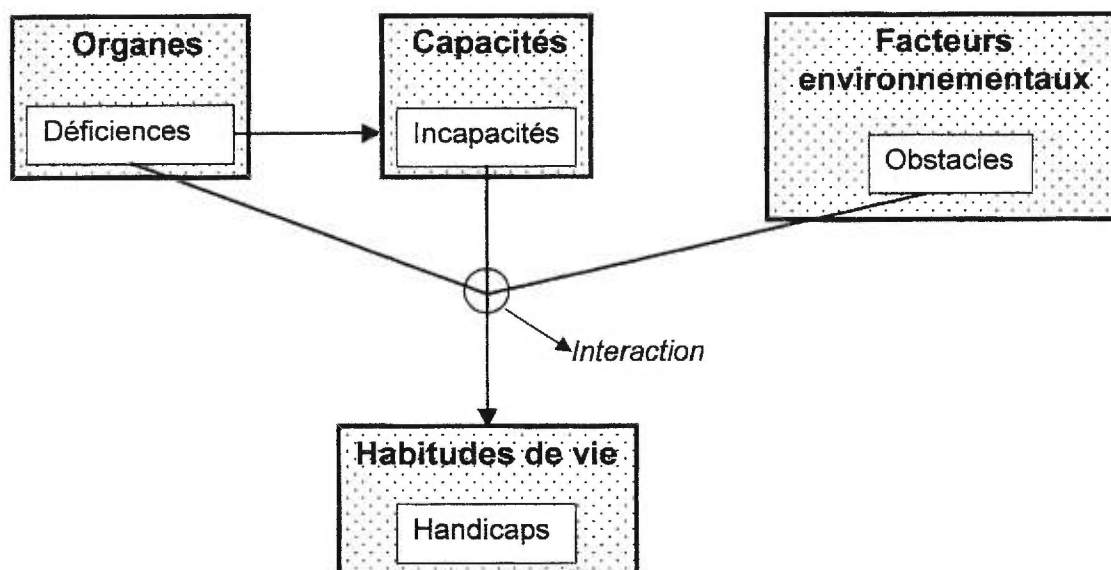 Organes
Déficiences
Capacités
Incapacités
Facteurs
environnementaux
Obstacles
Interaction
Habitudes de vie
Handicaps